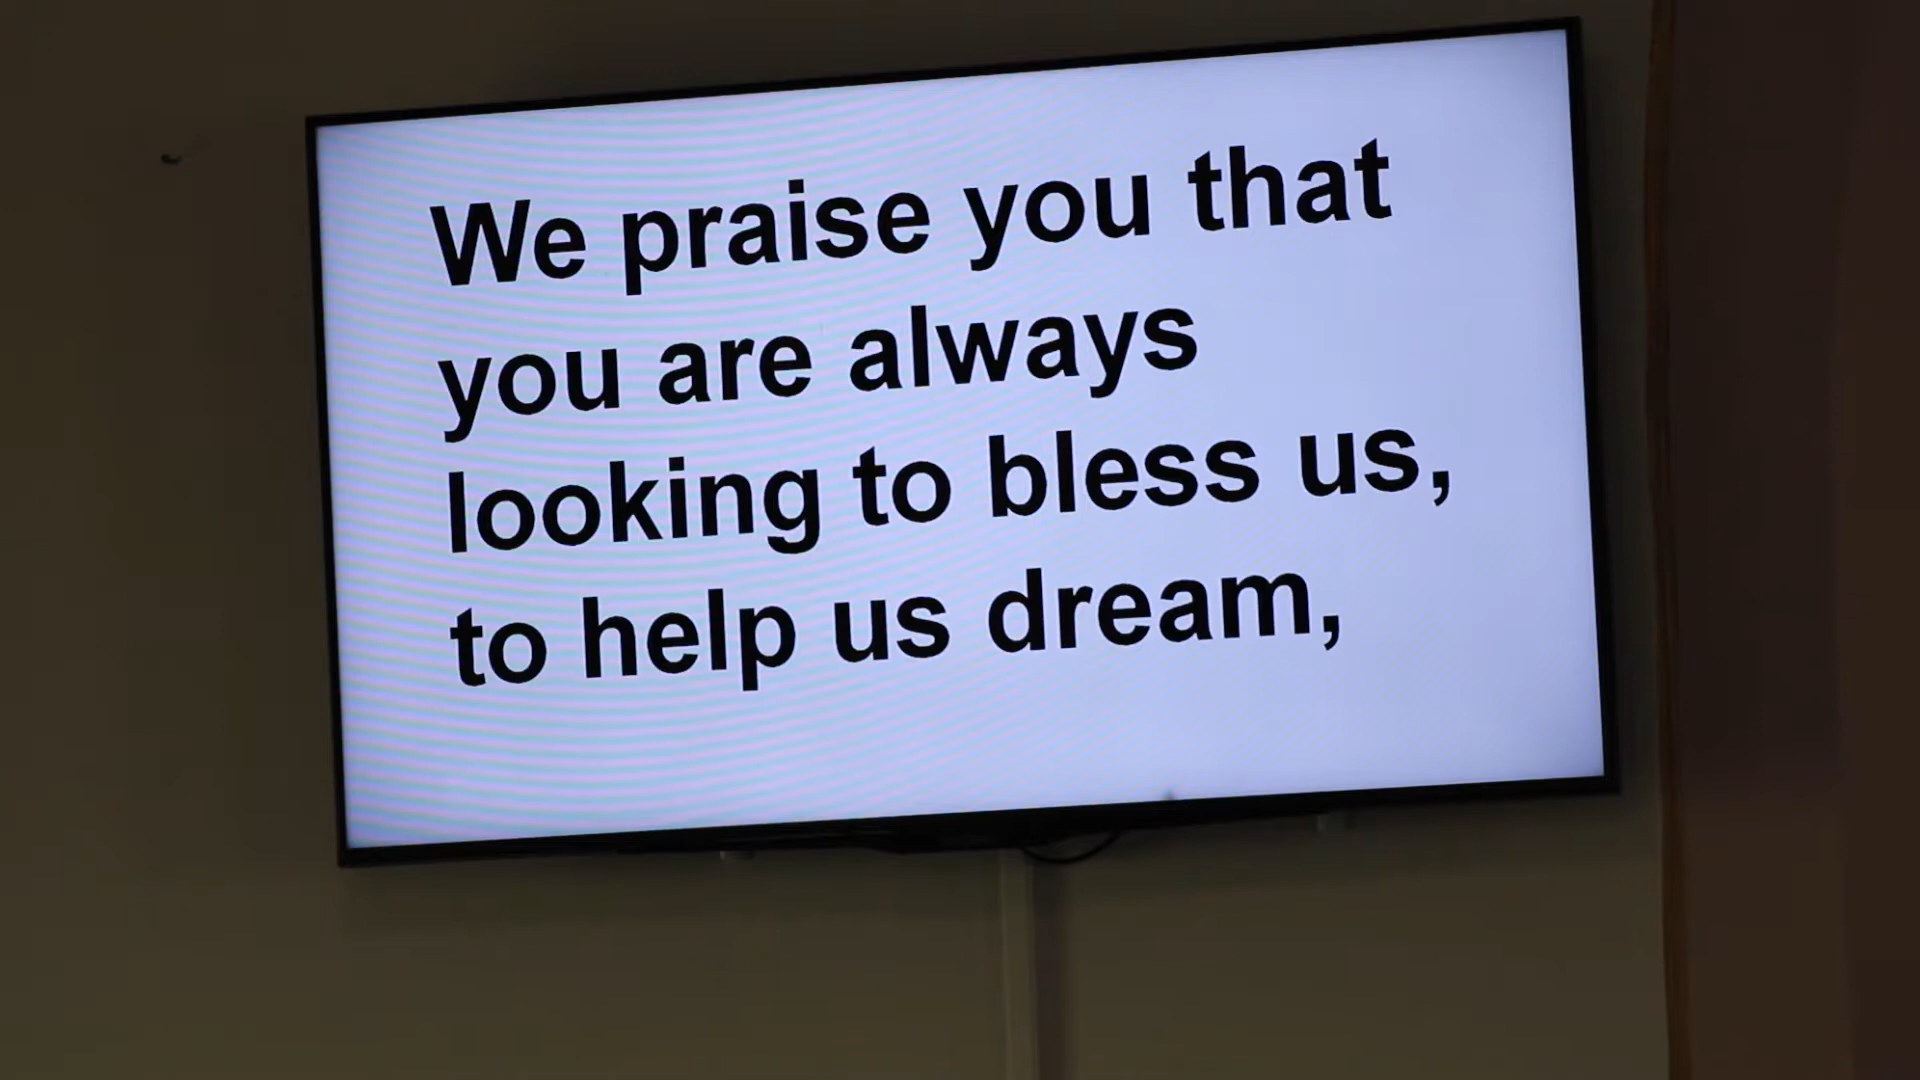 We praise you that
you are always
looking to bless us,
to help us dream,